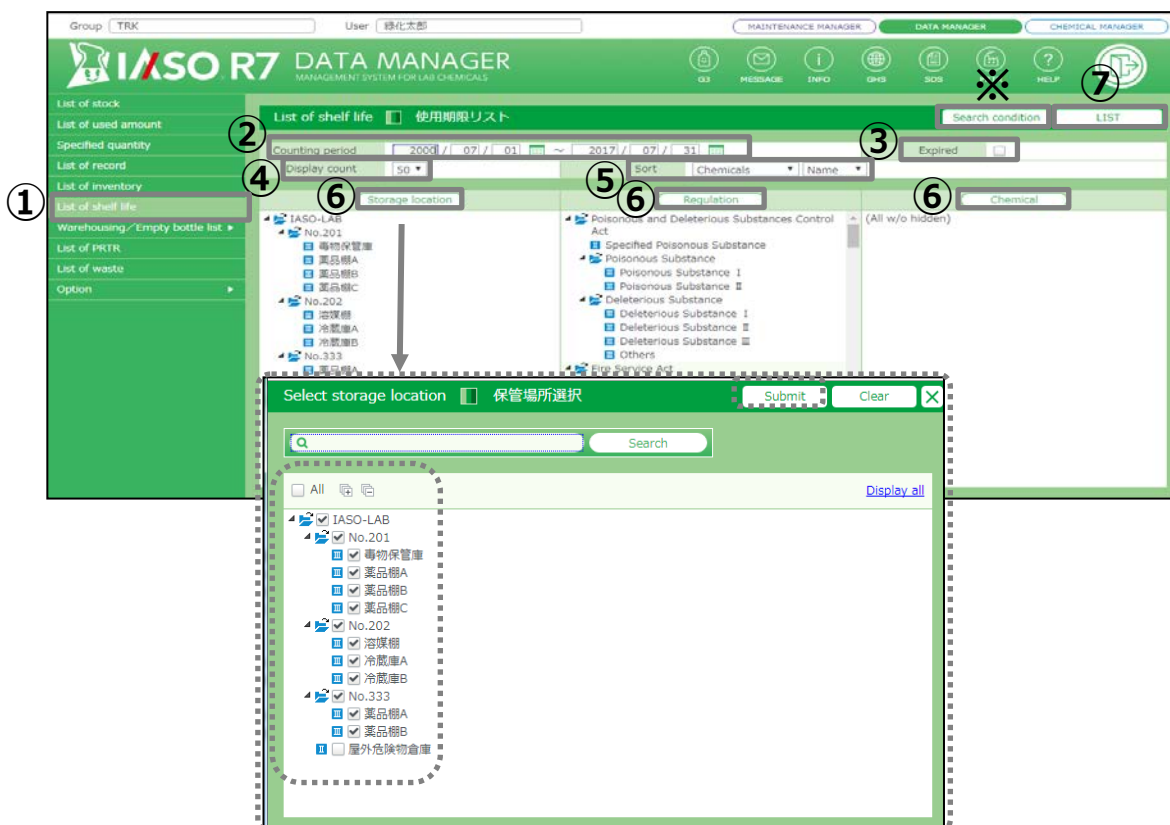 Group TRK User 緑化太郎 MAINTENANCE MANAGER DATA MANAGER CHEMICAL MANAGER
IASO R7 DATA MANAGER
MANAGEMENT SYSTEM FOR LAB CHEMICALS
G3 MESSAGE INFO GHS SDS HELP
※ ⑦
List of stock
List of used amount
Specified quantity
List of record
List of inventory
① List of shelf life
Warehousing／Empty bottle list ▶
List of PRTR
List of waste
Option ▶
List of shelf life 使用期限リスト Search condition LIST
② Counting period 2000 / 07 / 01 ～ 2017 / 07 / 31 ③ Expired
④ Display count 50 ▼ ⑤ Sort Chemicals ▼ Name ▼
⑥ Storage location ⑥ Regulation ⑥ Chemical
IASO-LAB
No.201
毒物保管庫
薬品棚A
薬品棚B
薬品棚C
No.202
溶媒棚
冷蔵庫A
冷蔵庫B
No.333
薬品棚A
Poisonous and Deleterious Substances Control
Act
Specified Poisonous Substance
Poisonous Substance
Poisonous Substance Ⅰ
Poisonous Substance Ⅱ
Deleterious Substance
Deleterious Substance Ⅰ
Deleterious Substance Ⅱ
Deleterious Substance Ⅲ
Others
Fire Service Act
(All w/o hidden)
Select storage location 保管場所選択 Submit Clear X
Search
All Display all
IASO-LAB
No.201
毒物保管庫
薬品棚A
薬品棚B
薬品棚C
No.202
溶媒棚
冷蔵庫A
冷蔵庫B
No.333
薬品棚A
薬品棚B
屋外危険物倉庫